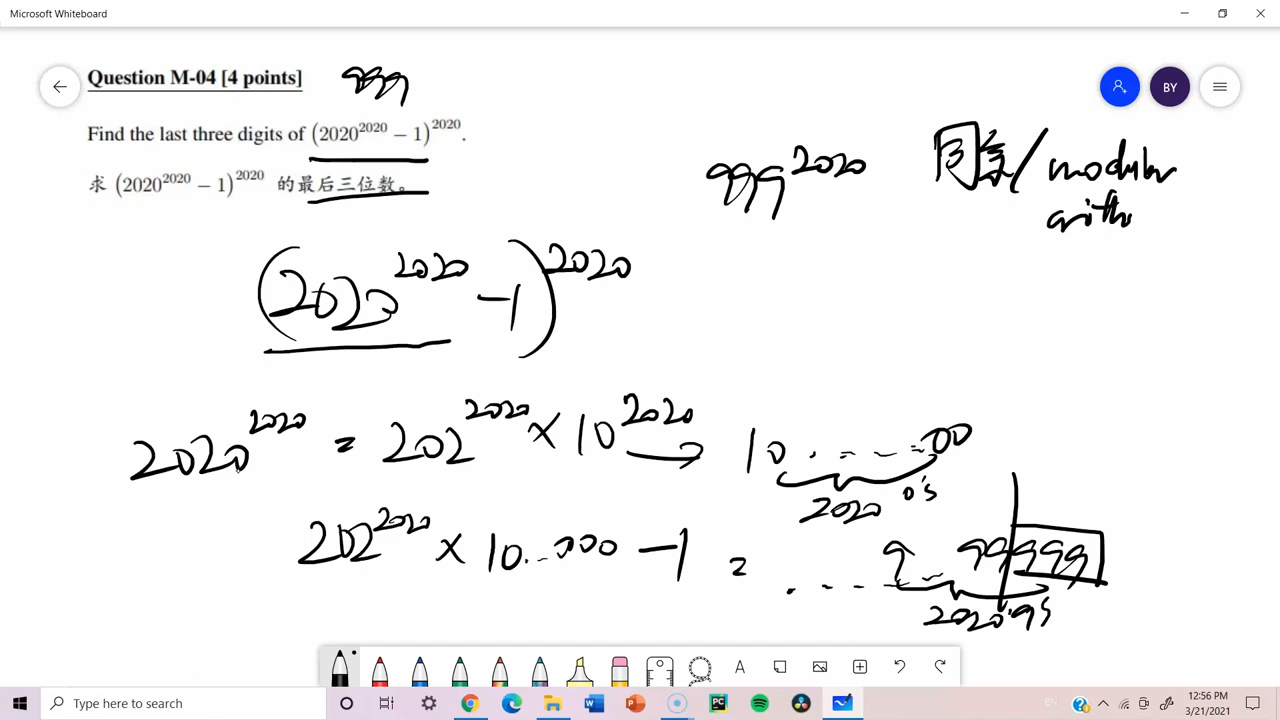 Microsoft Whiteboard
Question M-04 [4 points] 999
Find the last three digits of (2020^2020 − 1)^2020.
求 (2020^2020 − 1)^2020 的最后三位数。
BY
999^2020
同余/modular
arith
(2020^2020 − 1)^2020
2020^2020 = 202^2020 × 10^2020 → 10.---00
2020 0's
202^2020 × 10.-000 − 1 = .---9_99999
2020 9's
Type here to search
12:56 PM
3/21/2021